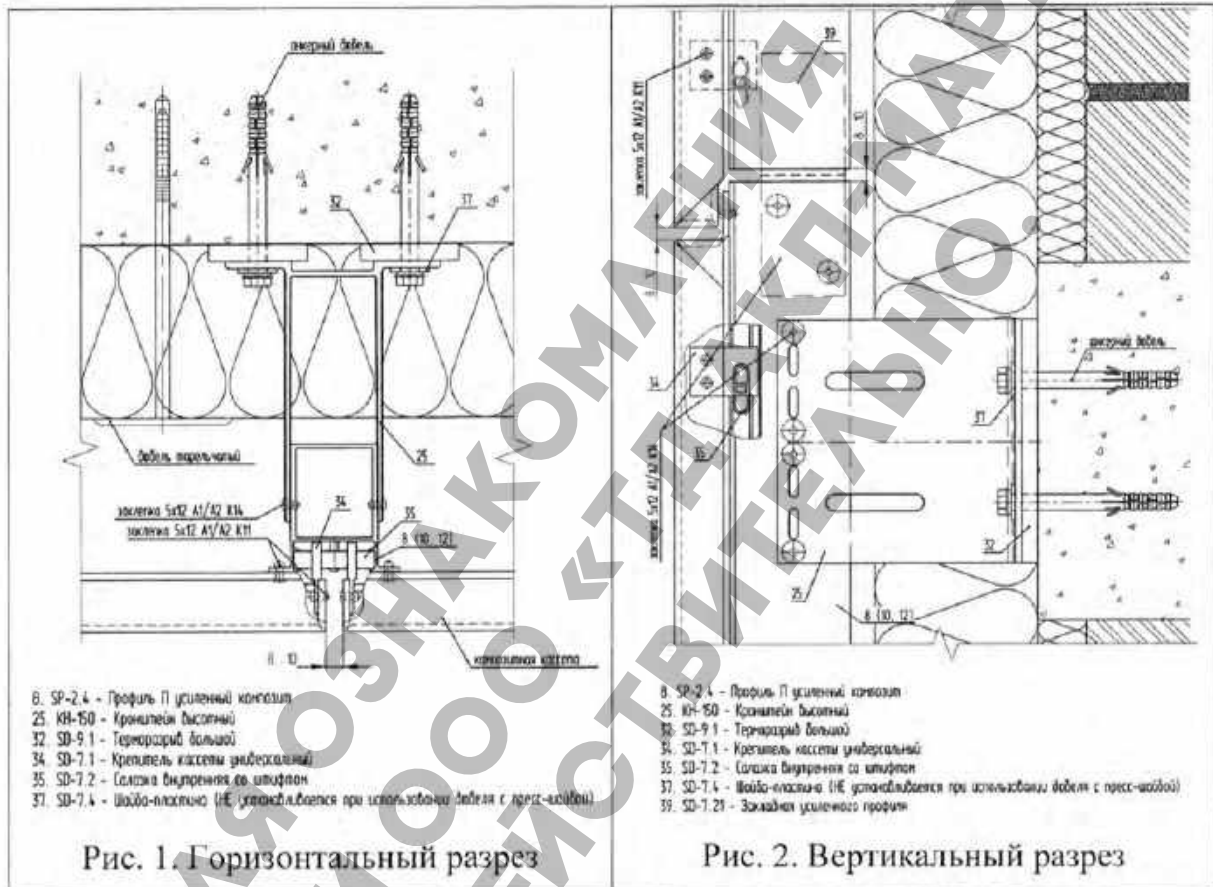 анкерный дюбель
32
37
дюбель тарельчатый
25
заклепка 5х12 А1/А2 К14
заклепка 5х12 А1/А2 К11
34
35
8 (10, 12)
композитная кассета
8. SP-2.4 - Профиль П усиленный композит
25. КН-150 - Кронштейн высотный
32. SD-9.1 - Терморазрыв большой
34. SD-7.1 - Крепитель кассеты универсальный
35. SD-7.2 - Салазка внутренняя со штифтом
37. SD-7.4 - Шайба-пластина (НЕ устанавливается при использовании дюбеля с пресс-шайбой)
Рис. 1. Горизонтальный разрез
39
заклепка 5х12 А1/А2 К11
8..10
анкерный дюбель
37
34
35
заклепка 5х12 А1/А2 К14
32
25
8 (10, 12)
8. SP-2.4 - Профиль П усиленный композит
25. КН-150 - Кронштейн высотный
32. SD-9.1 - Терморазрыв большой
34. SD-7.1 - Крепитель кассеты универсальный
35. SD-7.2 - Салазка внутренняя со штифтом
37. SD-7.4 - Шайба-пластина (НЕ устанавливается при использовании дюбеля с пресс-шайбой)
39. SD-7.21 - Закладная усиленного профиля
Рис. 2. Вертикальный разрез
ОЗНАКОМЛЕНИЯ
ООО «ТДАКП-МАР
ДЕЙСТВИТЕЛЬНО.